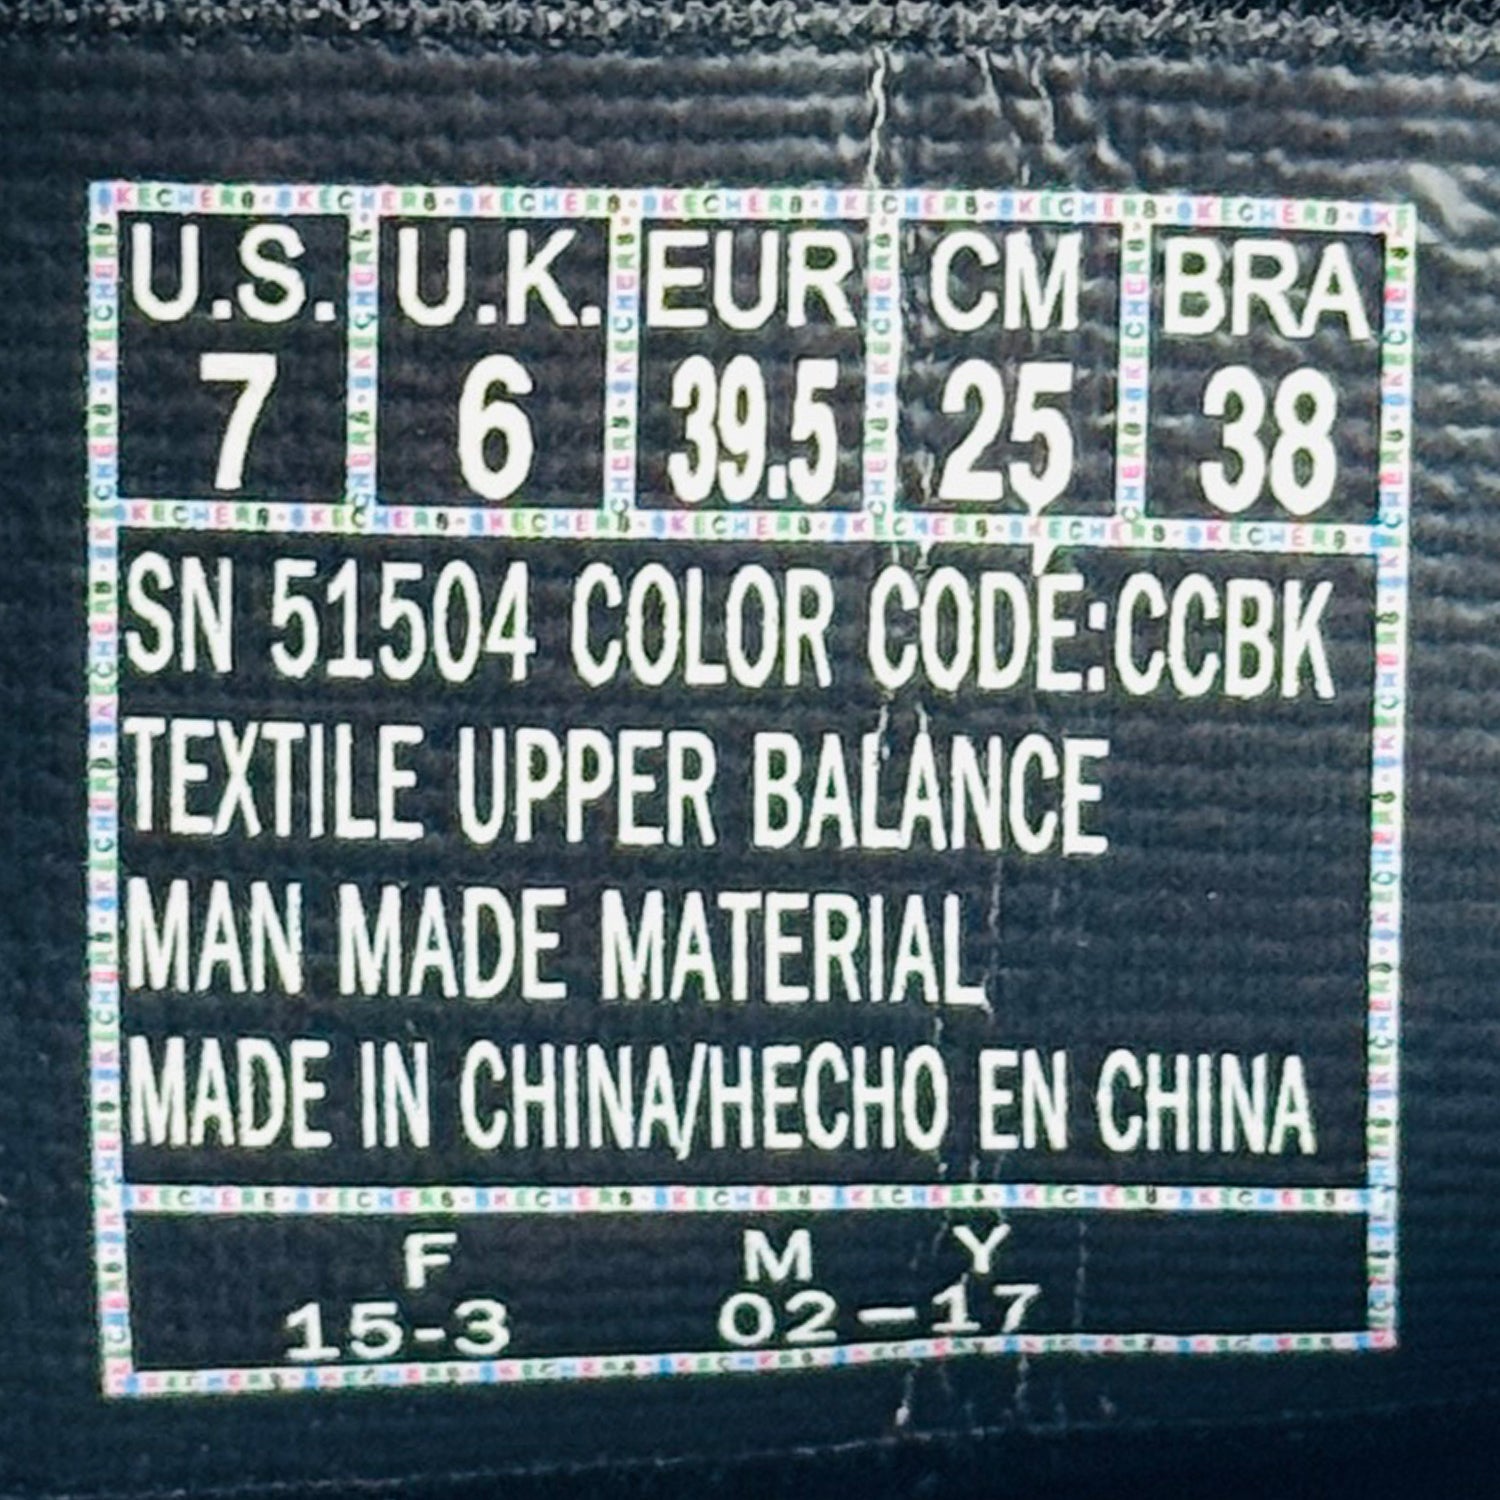 U.S. U.K. EUR CM BRA
7 6 39.5 25 38
SN 51504 COLOR CODE:CCBK
TEXTILE UPPER BALANCE
MAN MADE MATERIAL
MADE IN CHINA/HECHO EN CHINA
F M Y
15-3 02-17